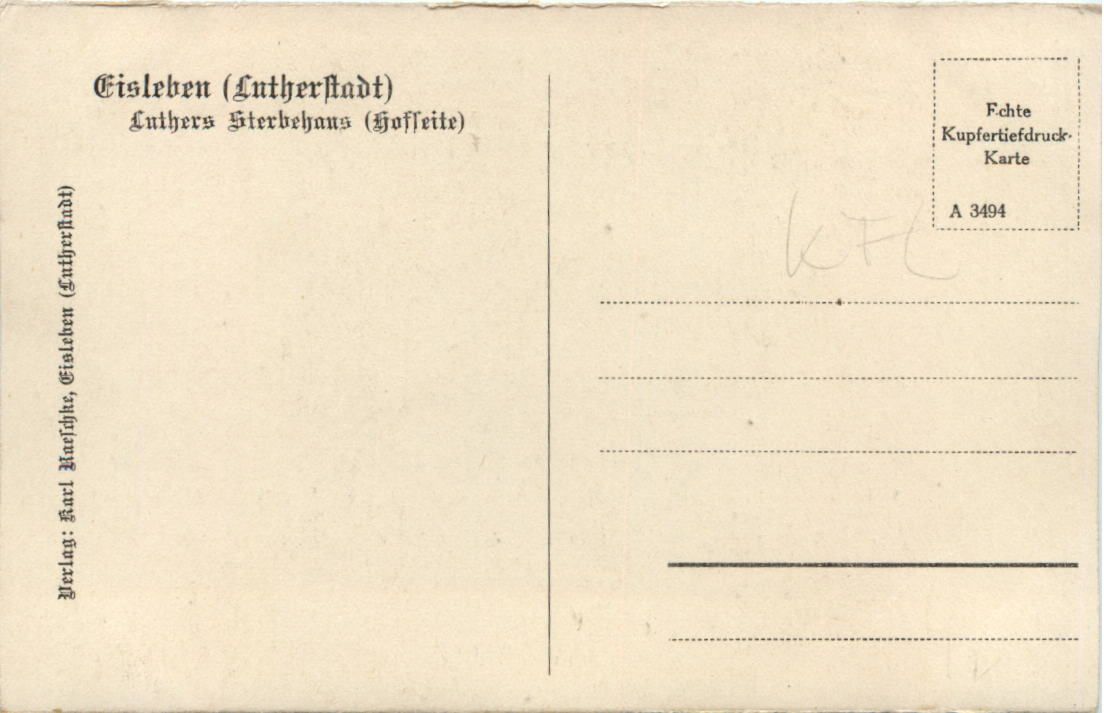 Eisleben (Lutherstadt)
Luthers Sterbehaus (Hofseite)
Verlag: Karl Kaeschke, Eisleben (Lutherstadt)
Echte
Kupfertiefdruck-
Karte
A 3494